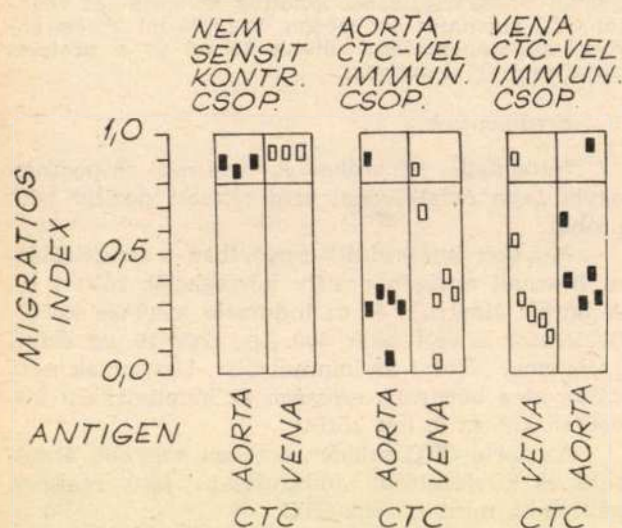 NEM SENSIT KONTR. CSOP.
AORTA CTC-VEL IMMUN. CSOP.
VENA CTC-VEL IMMUN. CSOP.
1,0
0,5
0,0
MIGRATIOS INDEX
ANTIGEN
AORTA VENA AORTA VENA VENA AORTA
CTC CTC CTC